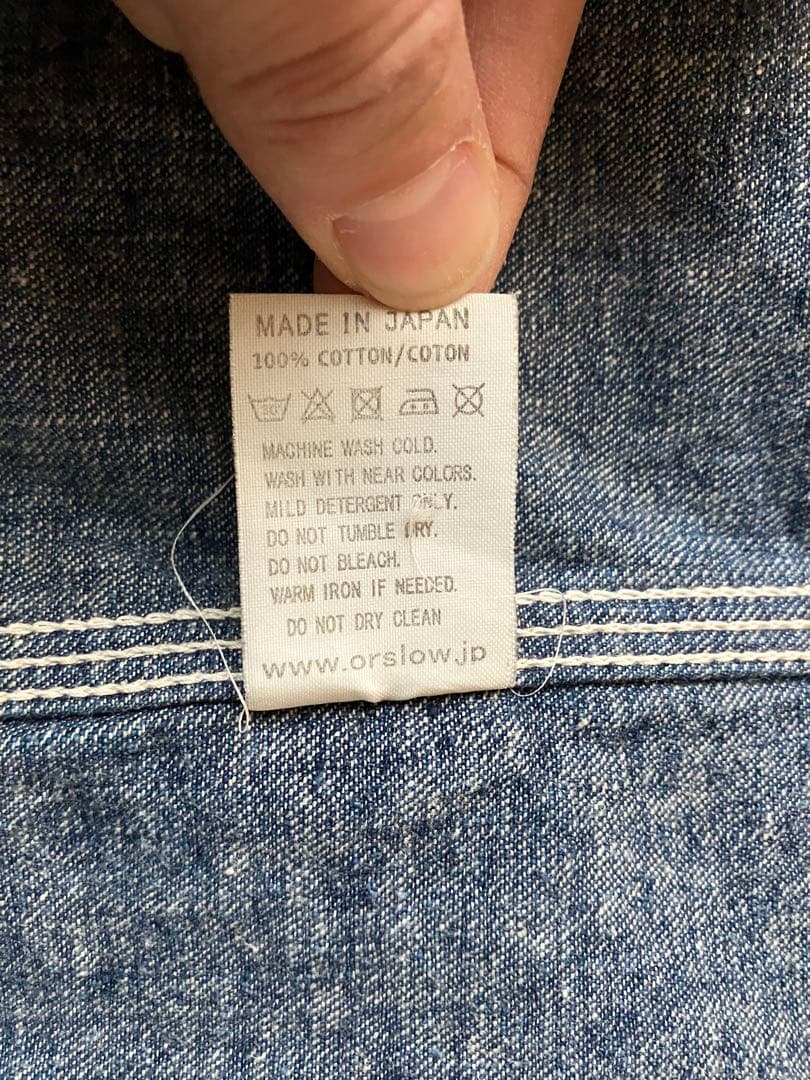 MADE IN JAPAN
100% COTTON/COTON
30°
MACHINE WASH COLD.
WASH WITH NEAR COLORS.
MILD DETERGENT ONLY.
DO NOT TUMBLE DRY.
DO NOT BLEACH.
WARM IRON IF NEEDED.
DO NOT DRY CLEAN
www.orslow.jp